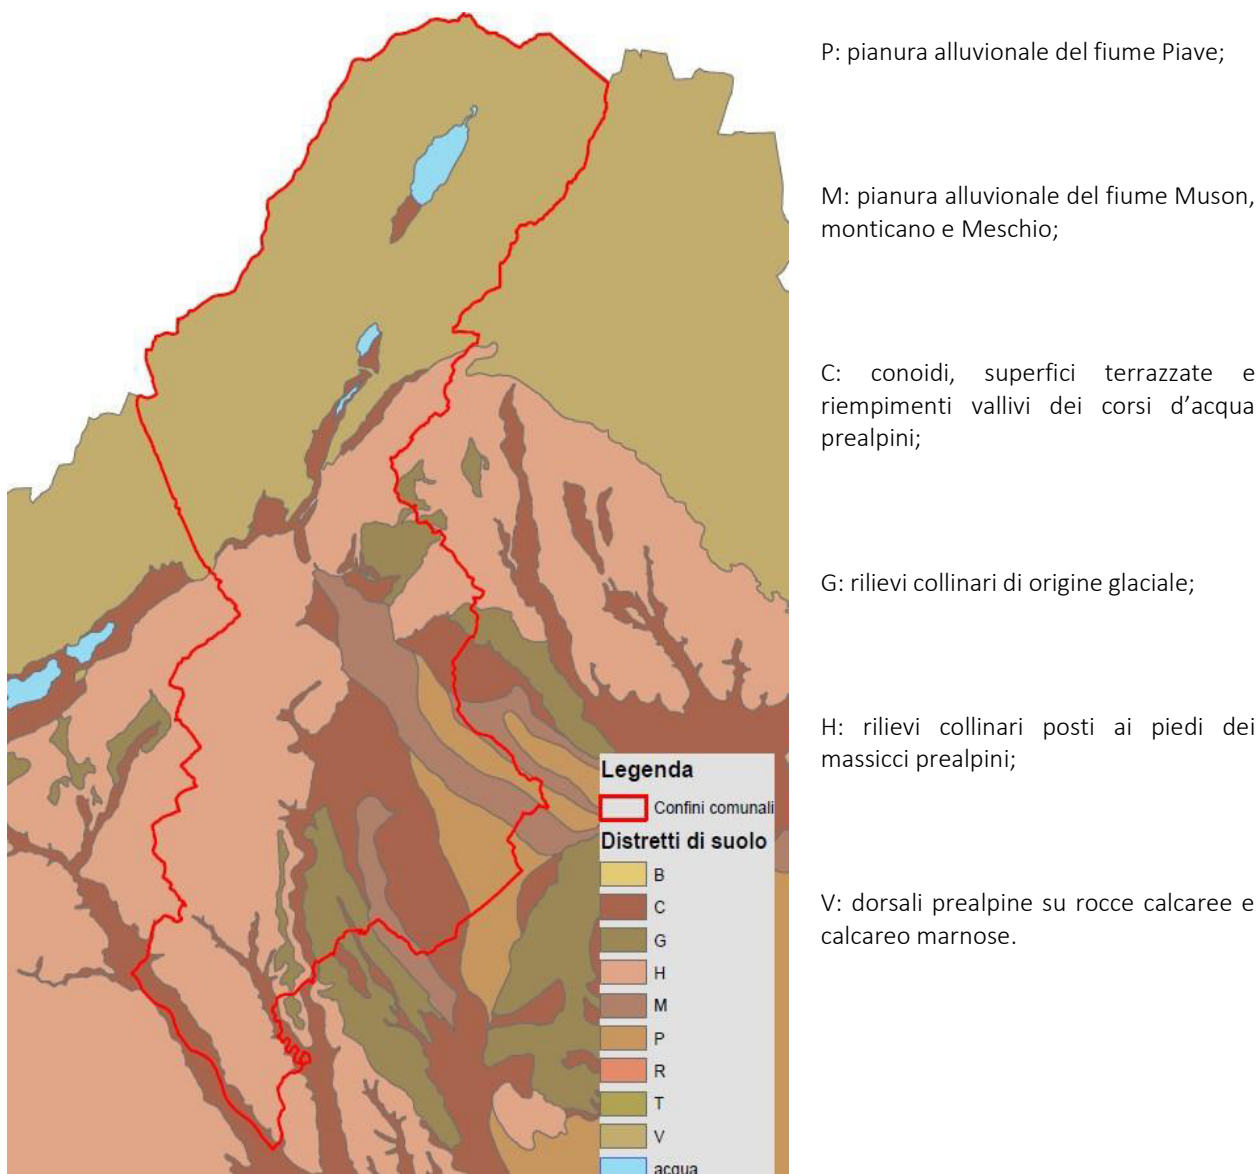 P: pianura alluvionale del fiume Piave;
M: pianura alluvionale del fiume Muson,
monticano e Meschio;
C: conoidi, superfici terrazzate e
riempimenti vallivi dei corsi d'acqua
prealpini;
G: rilievi collinari di origine glaciale;
H: rilievi collinari posti ai piedi dei
massicci prealpini;
V: dorsali prealpine su rocce calcaree e
calcareo marnose.
Legenda
Confini comunali
Distretti di suolo
B
C
G
H
M
P
R
T
V
acqua